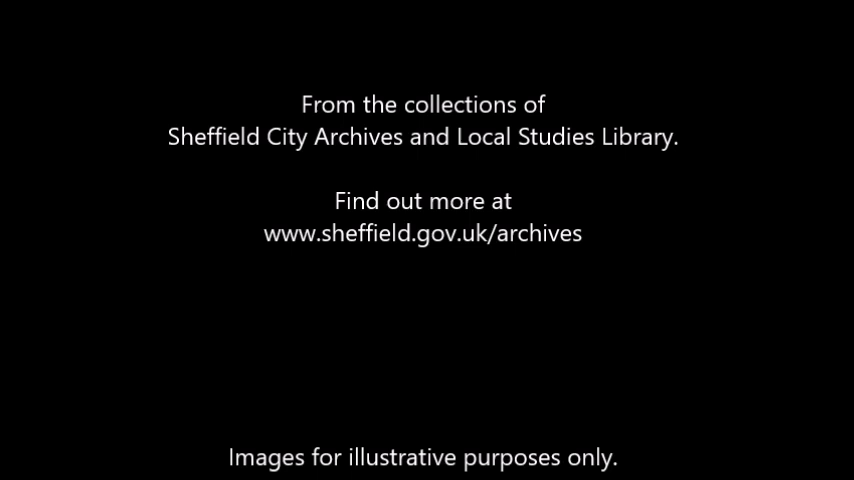 From the collections of
Sheffield City Archives and Local Studies Library.
Find out more at
www.sheffield.gov.uk/archives
Images for illustrative purposes only.